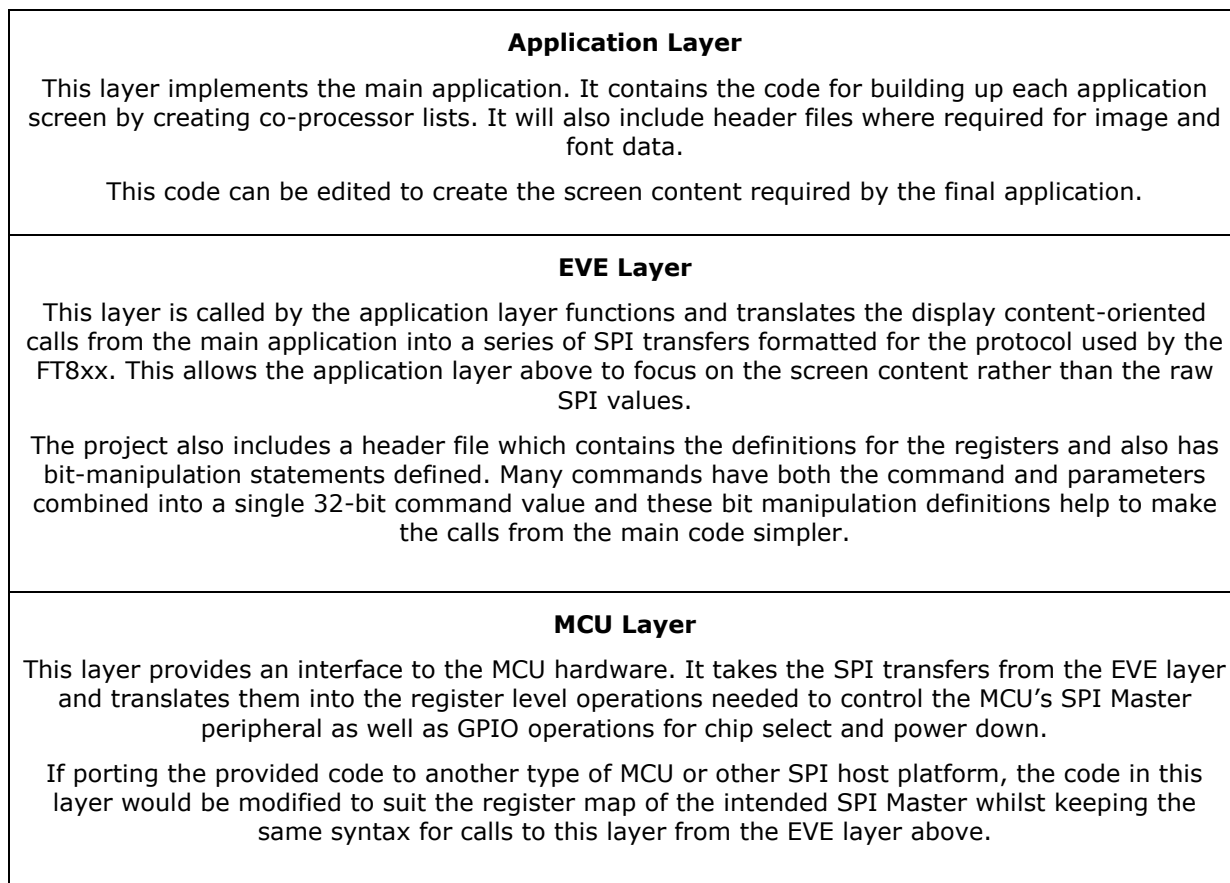 Application Layer
This layer implements the main application. It contains the code for building up each application
screen by creating co-processor lists. It will also include header files where required for image and
font data.
This code can be edited to create the screen content required by the final application.
EVE Layer
This layer is called by the application layer functions and translates the display content-oriented
calls from the main application into a series of SPI transfers formatted for the protocol used by the
FT8xx. This allows the application layer above to focus on the screen content rather than the raw
SPI values.
The project also includes a header file which contains the definitions for the registers and also has
bit-manipulation statements defined. Many commands have both the command and parameters
combined into a single 32-bit command value and these bit manipulation definitions help to make
the calls from the main code simpler.
MCU Layer
This layer provides an interface to the MCU hardware. It takes the SPI transfers from the EVE layer
and translates them into the register level operations needed to control the MCU’s SPI Master
peripheral as well as GPIO operations for chip select and power down.
If porting the provided code to another type of MCU or other SPI host platform, the code in this
layer would be modified to suit the register map of the intended SPI Master whilst keeping the
same syntax for calls to this layer from the EVE layer above.